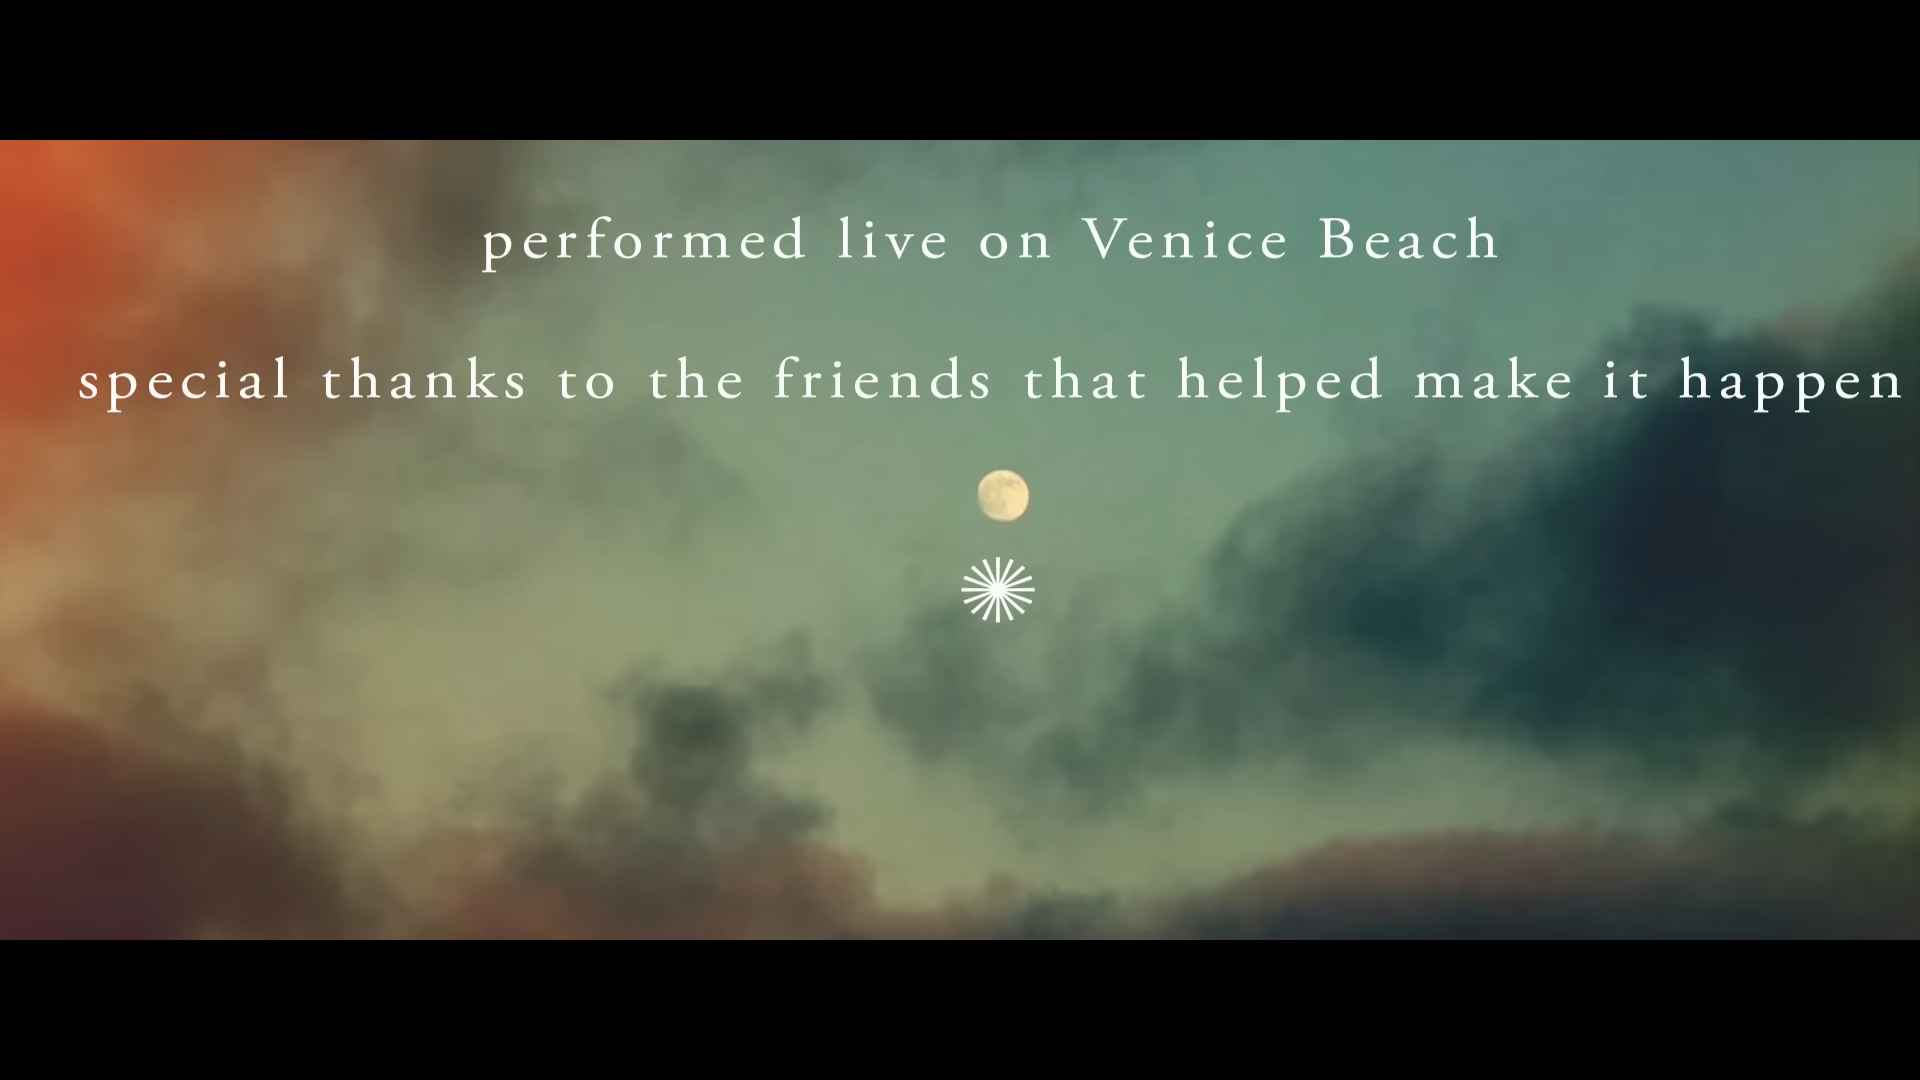 performed live on Venice Beach
special thanks to the friends that helped make it happen